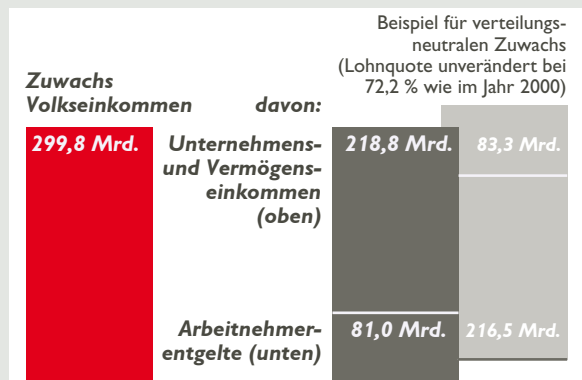 Beispiel für verteilungs-
neutralen Zuwachs
(Lohnquote unverändert bei
72,2 % wie im Jahr 2000)
Zuwachs
Volkseinkommen davon:
299,8 Mrd.
Unternehmens-
und Vermögens-
einkommen
(oben)
218,8 Mrd.
83,3 Mrd.
Arbeitnehmer-
entgelte (unten)
81,0 Mrd.
216,5 Mrd.